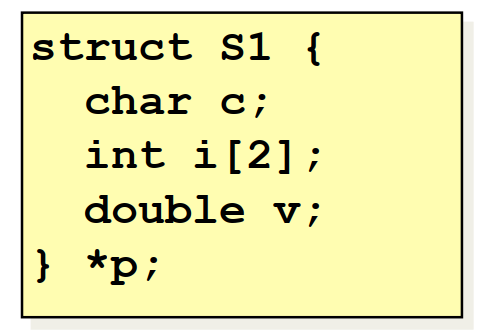 struct S1 {
  char c;
  int i[2];
  double v;
} *p;